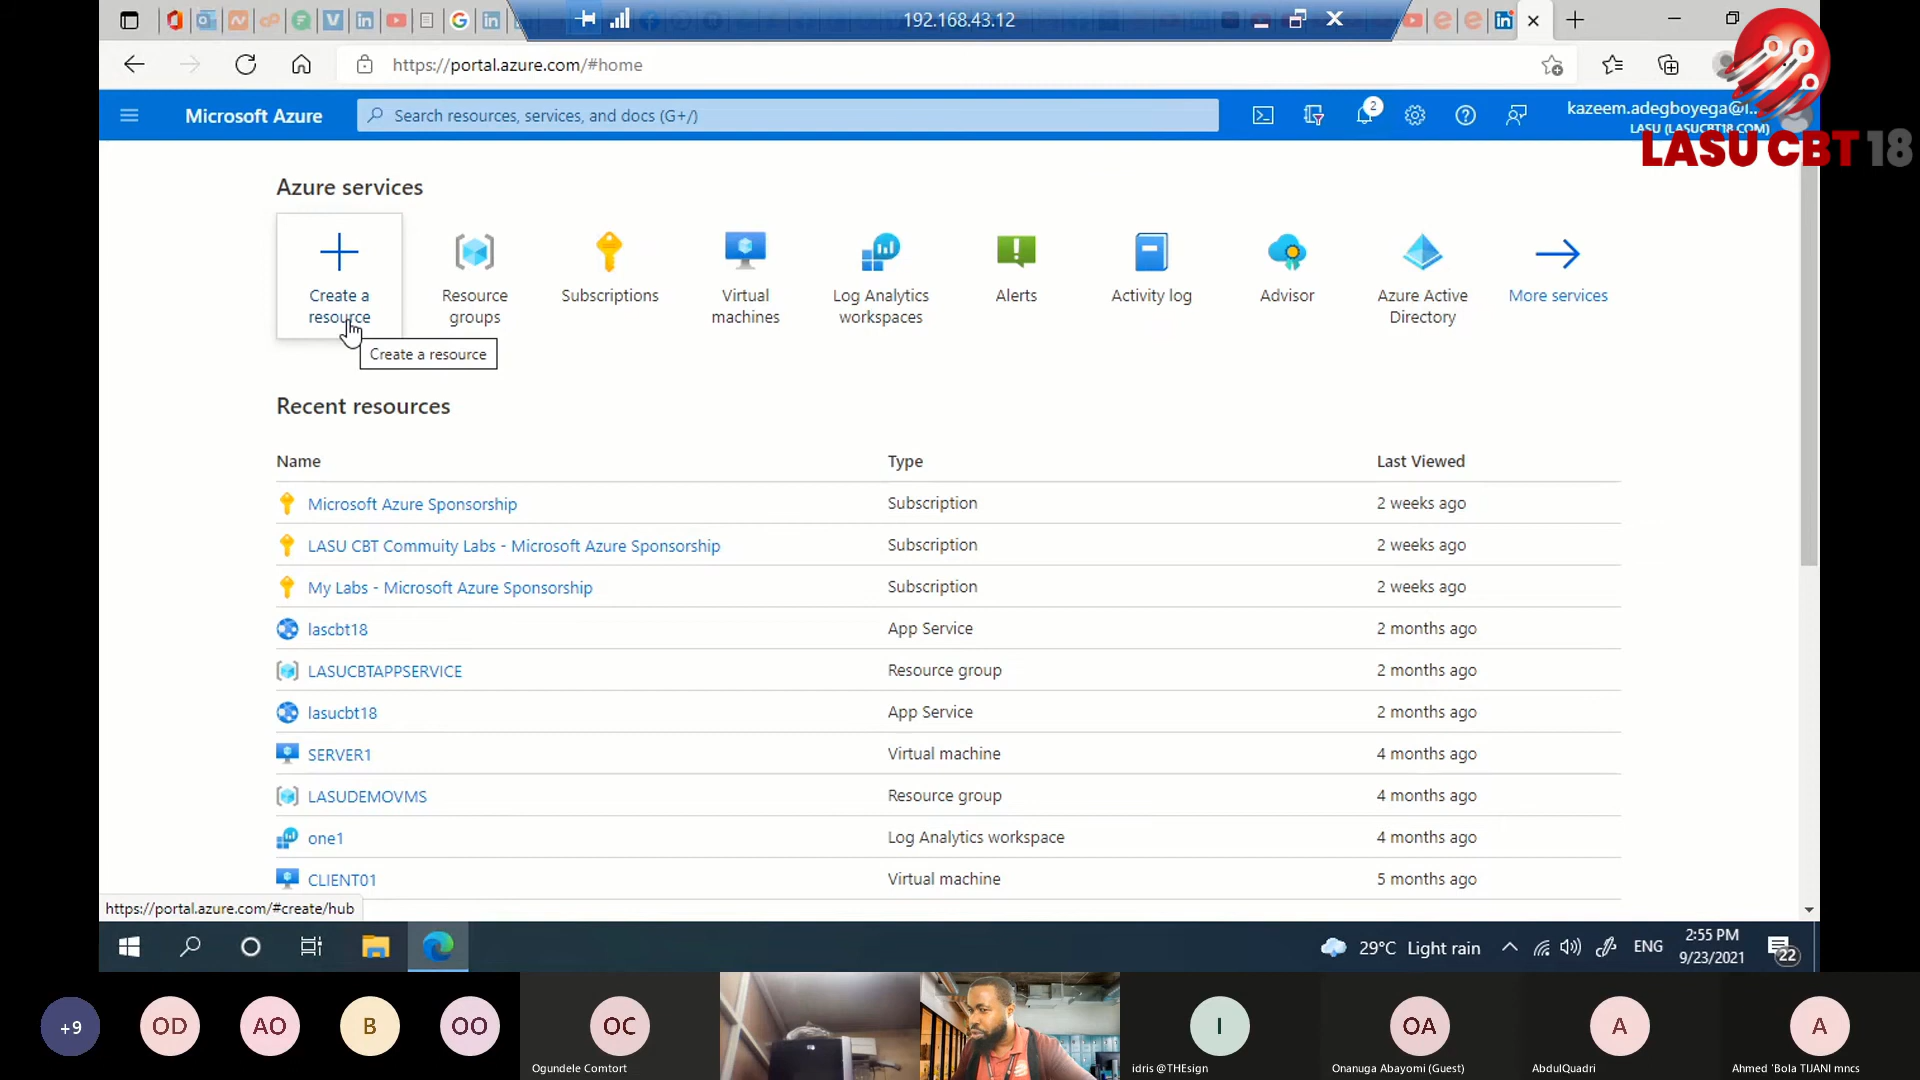 192.168.43.12
https://portal.azure.com/#home
Microsoft Azure
Search resources, services, and docs (G+/)
2
kazeem.adegboyega@l...
LASU (LASUCBT18.COM)
LASU CBT 18
Azure services
Create a resource
Resource groups
Subscriptions
Virtual machines
Log Analytics workspaces
Alerts
Activity log
Advisor
Azure Active Directory
More services
Create a resource
Recent resources
Name Type Last Viewed
Microsoft Azure Sponsorship Subscription 2 weeks ago
LASU CBT Commuity Labs - Microsoft Azure Sponsorship Subscription 2 weeks ago
My Labs - Microsoft Azure Sponsorship Subscription 2 weeks ago
lascbt18 App Service 2 months ago
LASUCBTAPPSERVICE Resource group 2 months ago
lasucbt18 App Service 2 months ago
SERVER1 Virtual machine 4 months ago
LASUDEMOVMS Resource group 4 months ago
one1 Log Analytics workspace 4 months ago
CLIENT01 Virtual machine 5 months ago
https://portal.azure.com/#create/hub
29°C Light rain
ENG
2:55 PM
9/23/2021
22
+9
OD
AO
B
OO
OC
Ogundele Comtort
hp
I
idris @THEsign
OA
Onanuga Abayomi (Guest)
A
AbdulQuadri
A
Ahmed 'Bola TIJANI mncs